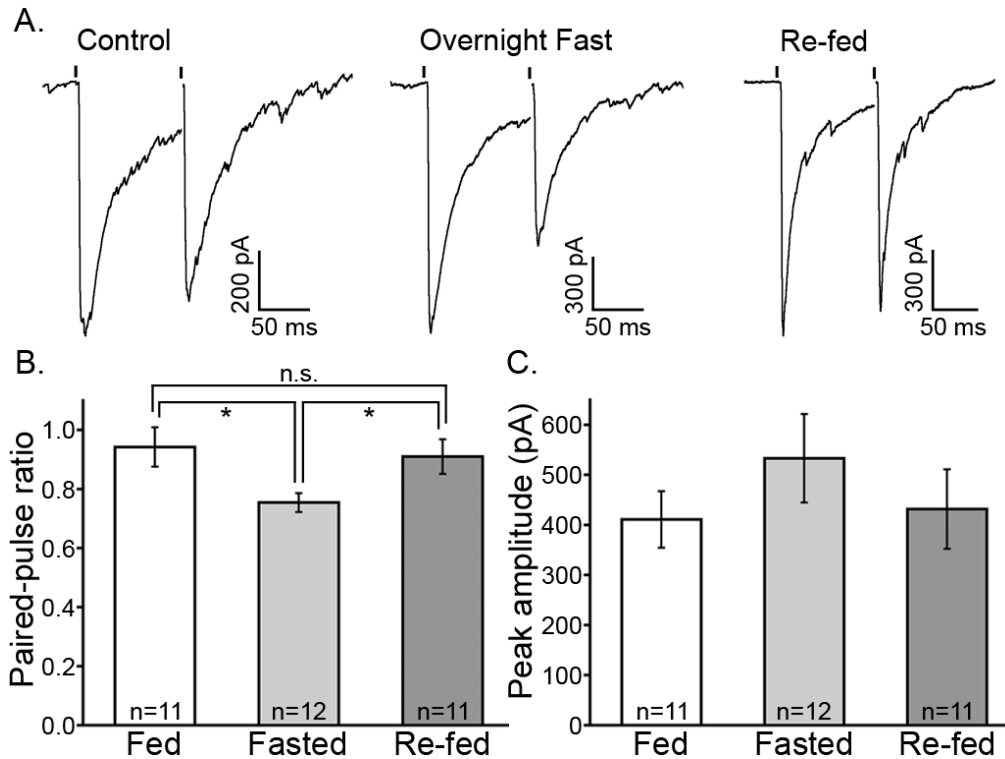 A.
Control
Overnight Fast
Re-fed
200 pA
50 ms
300 pA
50 ms
300 pA
50 ms
B.
n.s.
*
*
Paired-pulse ratio
1.0
0.8
0.6
0.4
0.2
0.0
n=11
n=12
n=11
Fed
Fasted
Re-fed
C.
Peak amplitude (pA)
600
500
400
300
200
100
0
n=11
n=12
n=11
Fed
Fasted
Re-fed